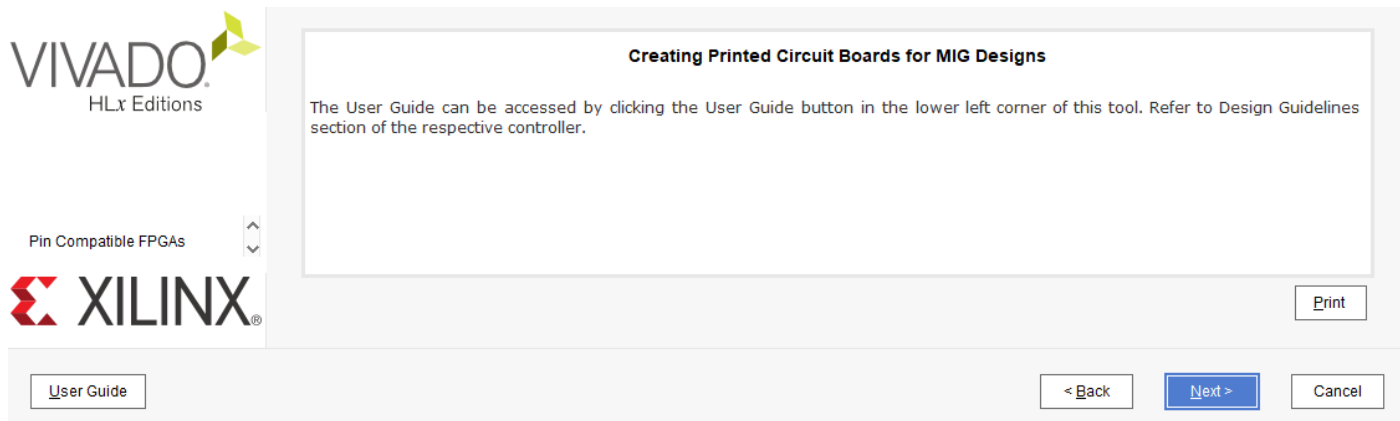 VIVADO.
HLx Editions
Creating Printed Circuit Boards for MIG Designs
The User Guide can be accessed by clicking the User Guide button in the lower left corner of this tool. Refer to Design Guidelines
section of the respective controller.
Pin Compatible FPGAs
XILINX®
Print
User Guide
< Back
Next >
Cancel